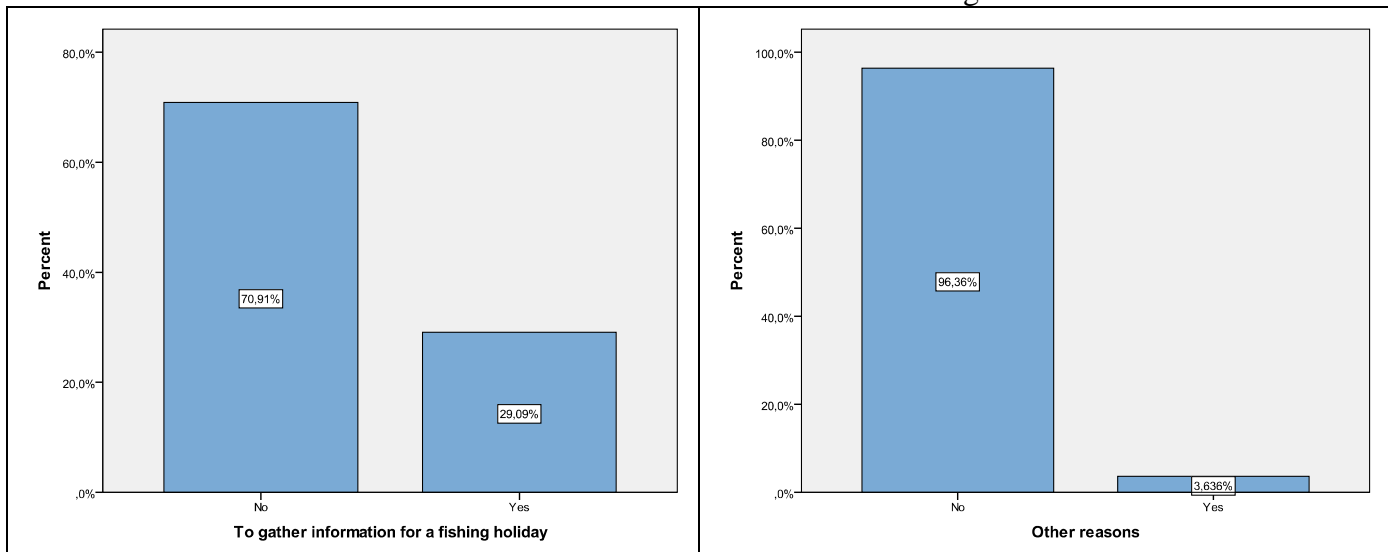 80,0%
60,0%
40,0%
20,0%
,0%
Percent
70,91%
29,09%
No Yes
To gather information for a fishing holiday
100,0%
80,0%
60,0%
40,0%
20,0%
,0%
Percent
96,36%
3,636%
No Yes
Other reasons